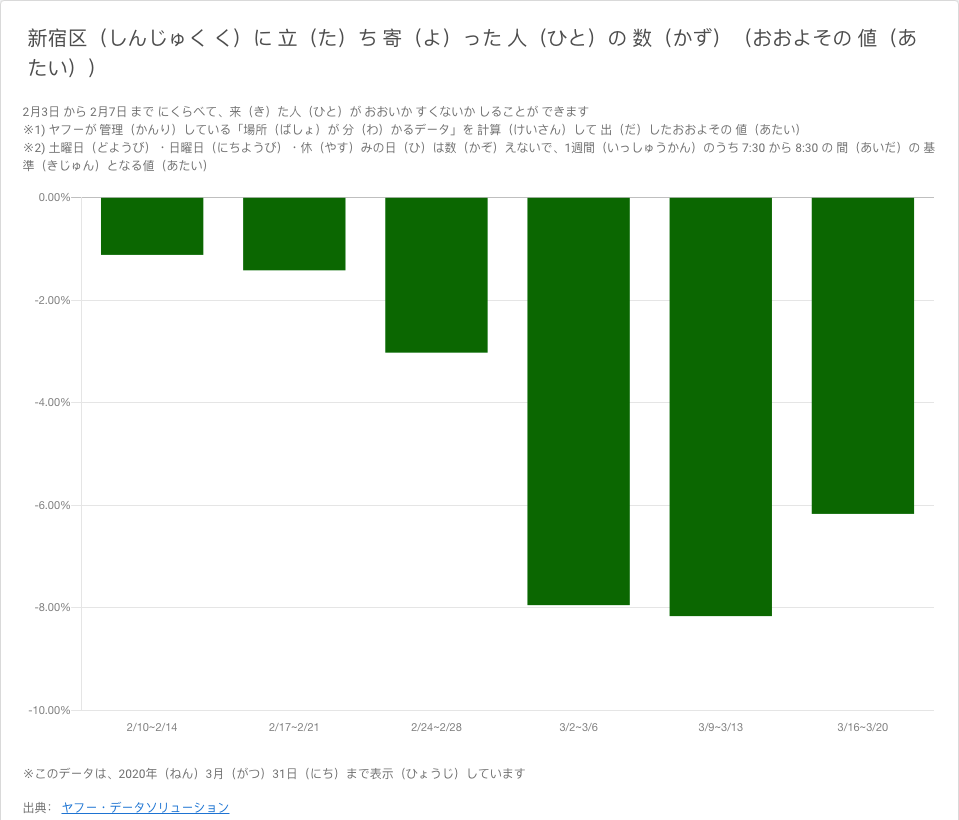 新宿区（しんじゅく く）に 立（た）ち 寄（よ）った 人（ひと）の 数（かず）（おおよその 値（あ
たい））
2月3日 から 2月7日 まで にくらべて、来（き）た人（ひと）が おおいか すくないか しることが できます
※1) ヤフーが 管理（かんり）している「場所（ばしょ）が 分（わ）かるデータ」を 計算（けいさん）して 出（だ）したおおよその 値（あたい）
※2) 土曜日（どようび）・日曜日（にちようび）・休（やす）みの日（ひ）は数（かぞ）えないで、1週間（いっしゅうかん）のうち 7:30 から 8:30 の 間（あいだ）の 基
準（きじゅん）となる値（あたい）
0.00%
-2.00%
-4.00%
-6.00%
-8.00%
-10.00%
2/10~2/14 2/17~2/21 2/24~2/28 3/2~3/6 3/9~3/13 3/16~3/20
※このデータは、2020年（ねん）3月（がつ）31日（にち）まで表示（ひょうじ）しています
出典： ヤフー・データソリューション